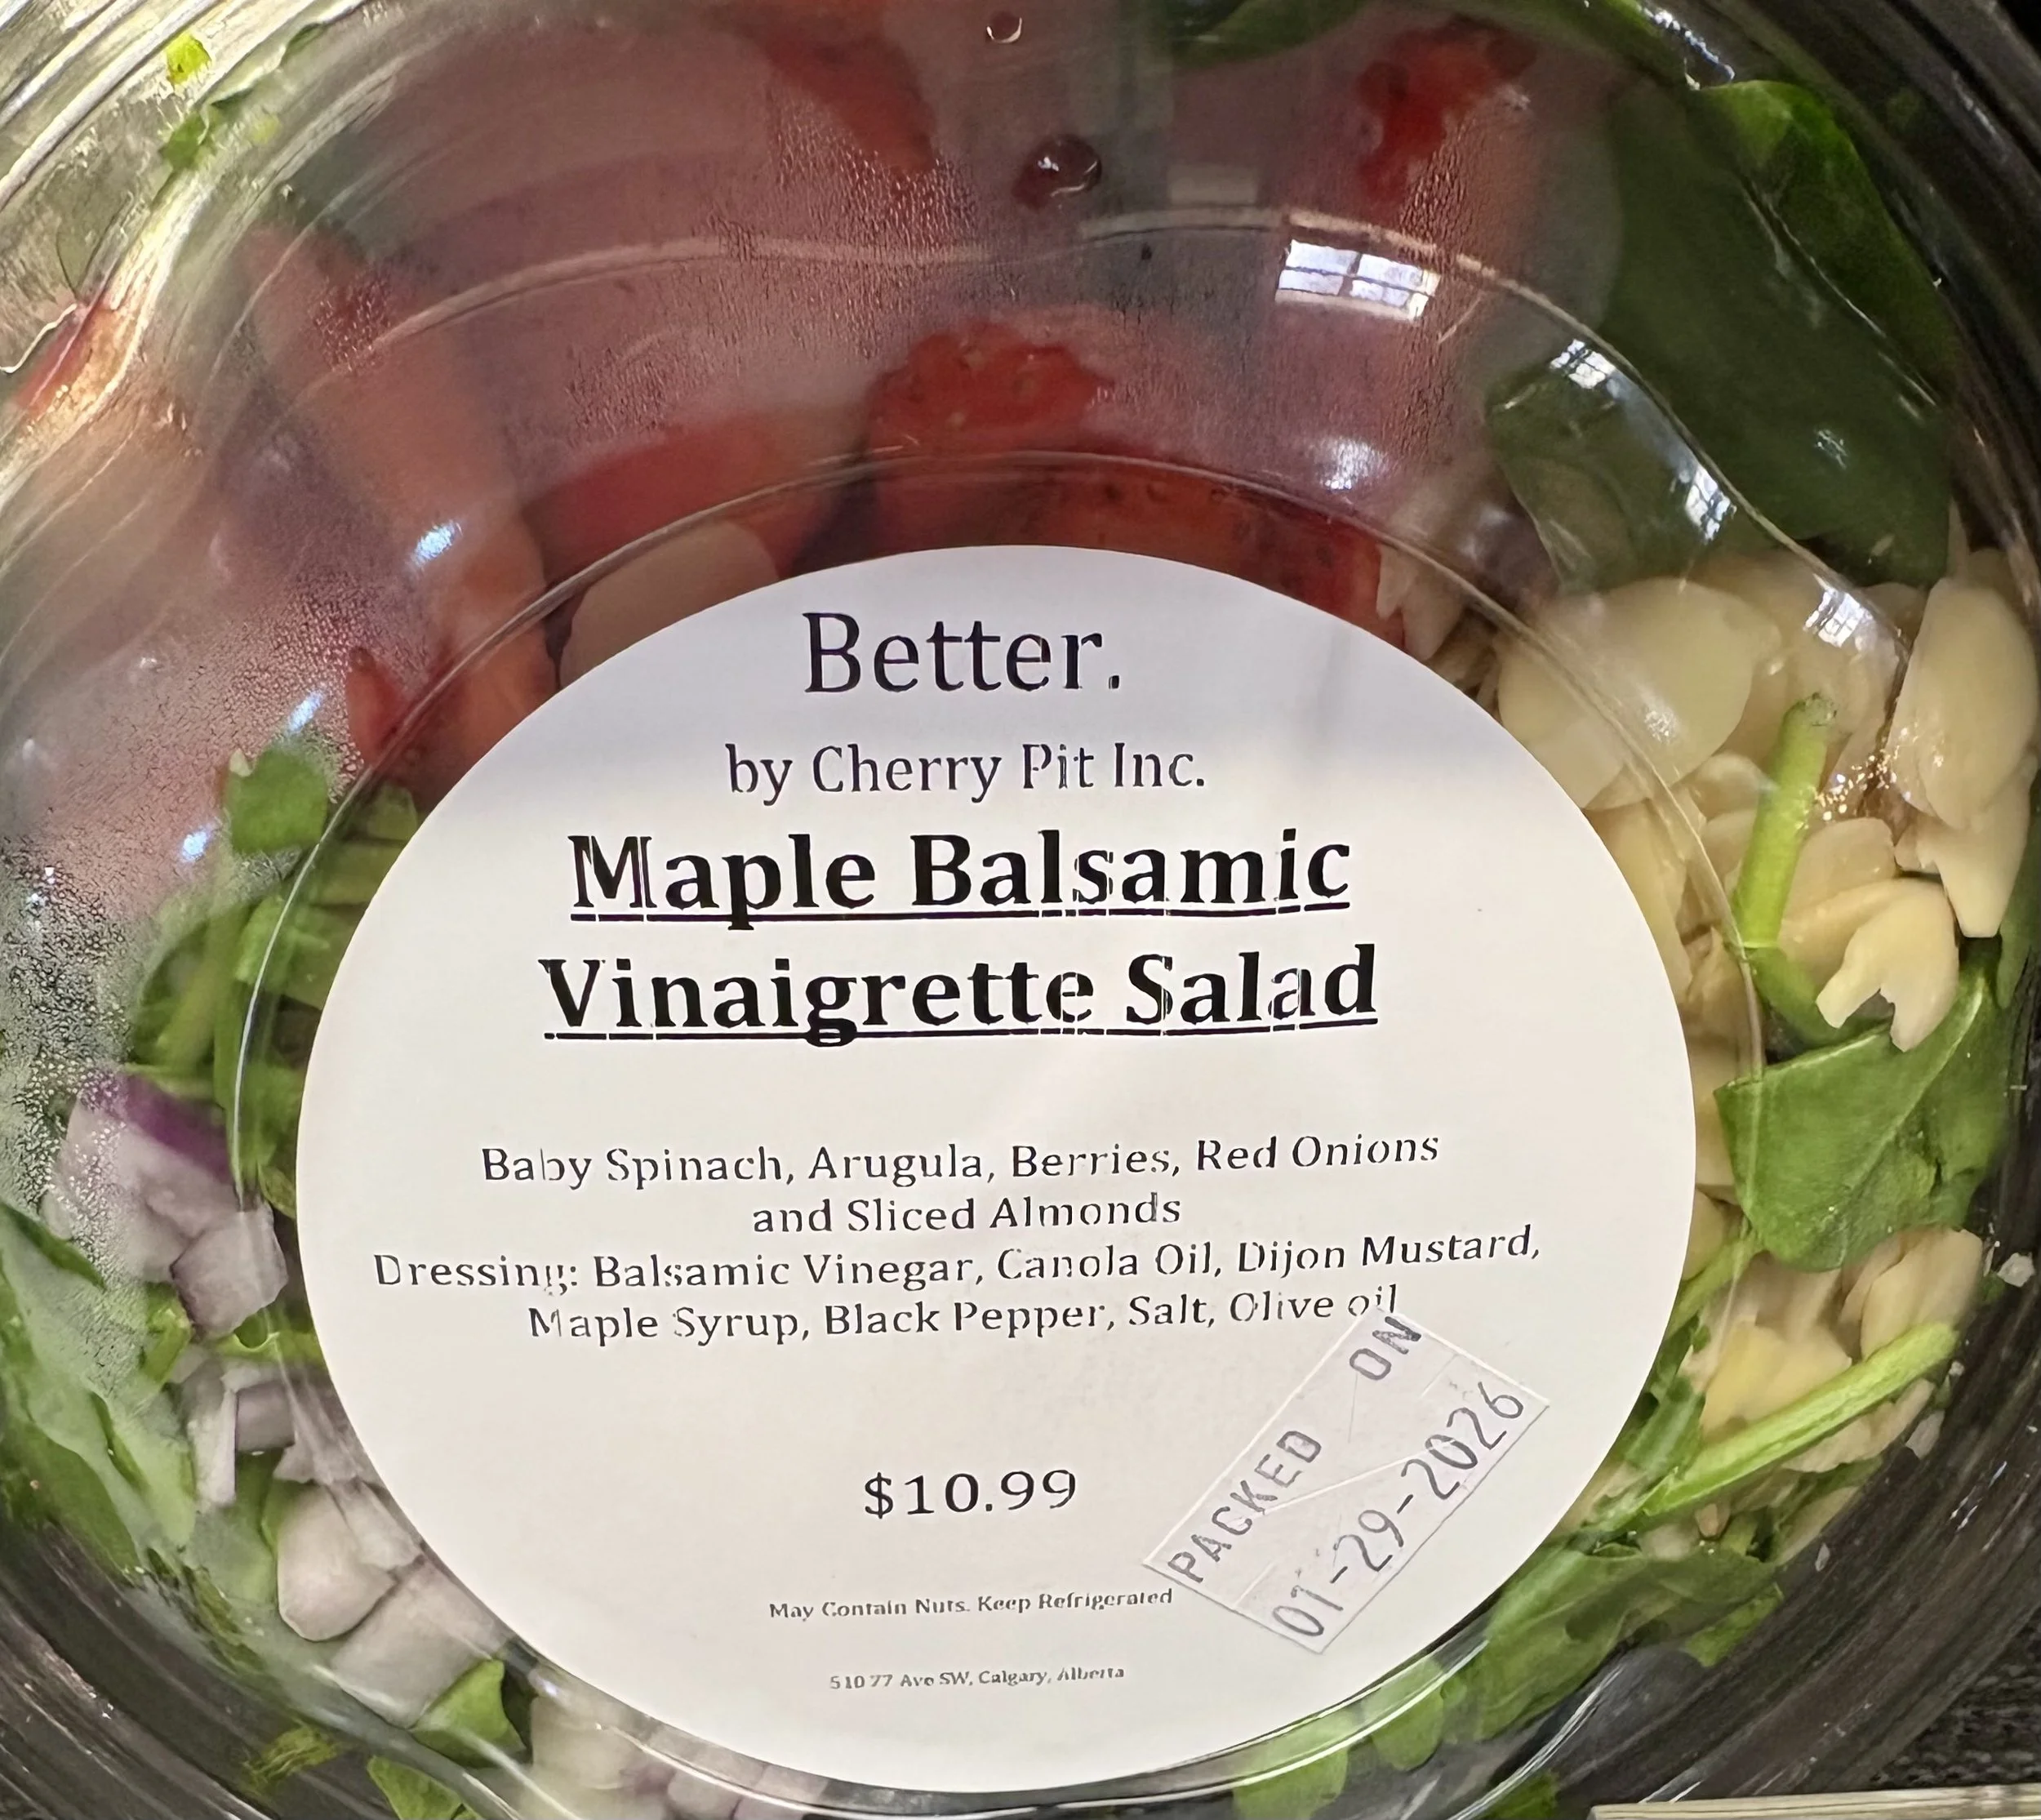 Better.
by Cherry Pit Inc.
Maple Balsamic
Vinaigrette Salad
Baby Spinach, Arugula, Berries, Red Onions
and Sliced Almonds
Dressing: Balsamic Vinegar, Canola Oil, Dijon Mustard,
Maple Syrup, Black Pepper, Salt, Olive oil
PACKED ON
01-29-2026
$10.99
May Contain Nuts. Keep Refrigerated
510 77 Ave SW, Calgary, Alberta